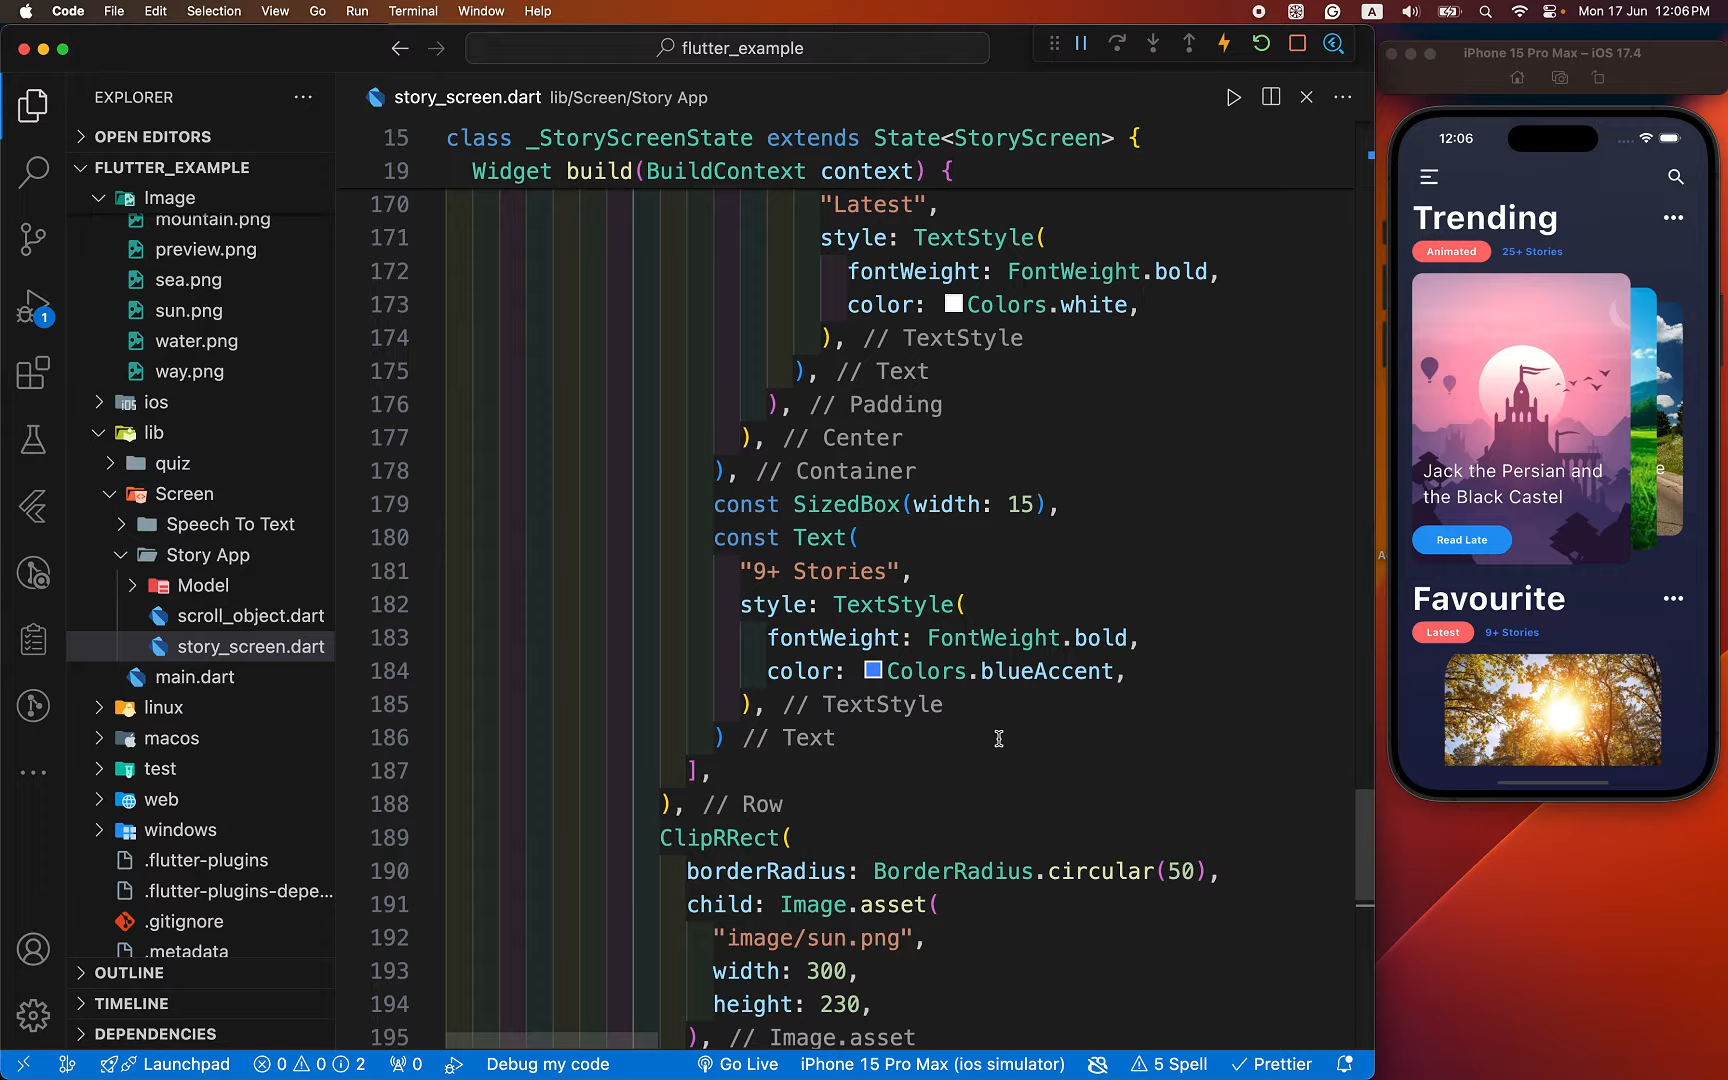 Code File Edit Selection View Go Run Terminal Window Help
A
Mon 17 Jun 12:06 PM
flutter_example
EXPLORER
OPEN EDITORS
FLUTTER_EXAMPLE
Image
mountain.png
preview.png
sea.png
sun.png
water.png
way.png
ios
lib
quiz
Screen
Speech To Text
Story App
Model
scroll_object.dart
story_screen.dart
main.dart
linux
macos
test
web
windows
.flutter-plugins
.flutter-plugins-depe...
.gitignore
.metadata
OUTLINE
TIMELINE
DEPENDENCIES
1
story_screen.dart lib/Screen/Story App
15 class _StoryScreenState extends State<StoryScreen> {
19 Widget build(BuildContext context) {
170 "Latest",
171 style: TextStyle(
172 fontWeight: FontWeight.bold,
173 color: Colors.white,
174 ), // TextStyle
175 ), // Text
176 ), // Padding
177 ), // Center
178 ), // Container
179 const SizedBox(width: 15),
180 const Text(
181 "9+ Stories",
182 style: TextStyle(
183 fontWeight: FontWeight.bold,
184 color: Colors.blueAccent,
185 ), // TextStyle
186 ) // Text
187 ],
188 ), // Row
189 ClipRRect(
190 borderRadius: BorderRadius.circular(50),
191 child: Image.asset(
192 "image/sun.png",
193 width: 300,
194 height: 230,
195 ), // Image.asset
Launchpad 0 0 2 0 Debug my code Go Live iPhone 15 Pro Max (ios simulator) 5 Spell Prettier
iPhone 15 Pro Max – iOS 17.4
12:06
Trending
Animated 25+ Stories
Jack the Persian and
the Black Castel
e
Read Late
Favourite
Latest 9+ Stories